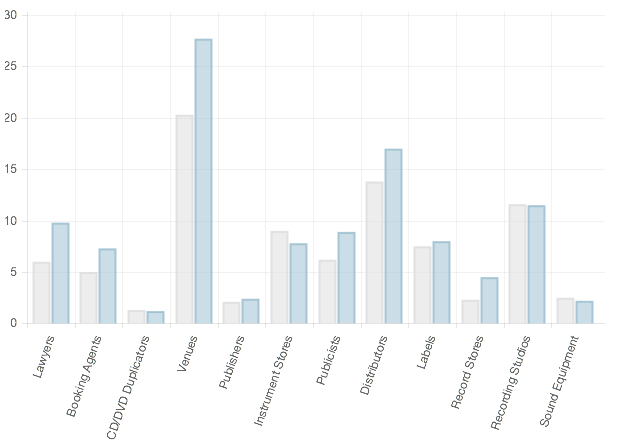 30
25
20
15
10
5
0
Lawyers
Booking Agents
CD/DVD Duplicators
Venues
Publishers
Instrument Stores
Publicists
Distributors
Labels
Record Stores
Recording Studios
Sound Equipment